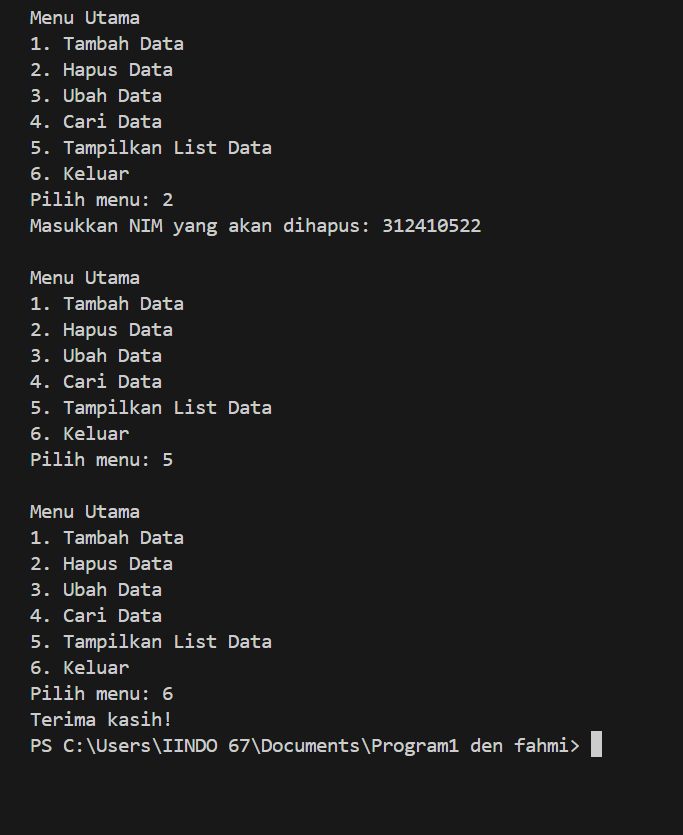 Menu Utama
1. Tambah Data
2. Hapus Data
3. Ubah Data
4. Cari Data
5. Tampilkan List Data
6. Keluar
Pilih menu: 2
Masukkan NIM yang akan dihapus: 312410522

Menu Utama
1. Tambah Data
2. Hapus Data
3. Ubah Data
4. Cari Data
5. Tampilkan List Data
6. Keluar
Pilih menu: 5

Menu Utama
1. Tambah Data
2. Hapus Data
3. Ubah Data
4. Cari Data
5. Tampilkan List Data
6. Keluar
Pilih menu: 6
Terima kasih!
PS C:\Users\IINDO 67\Documents\Program1 den fahmi>